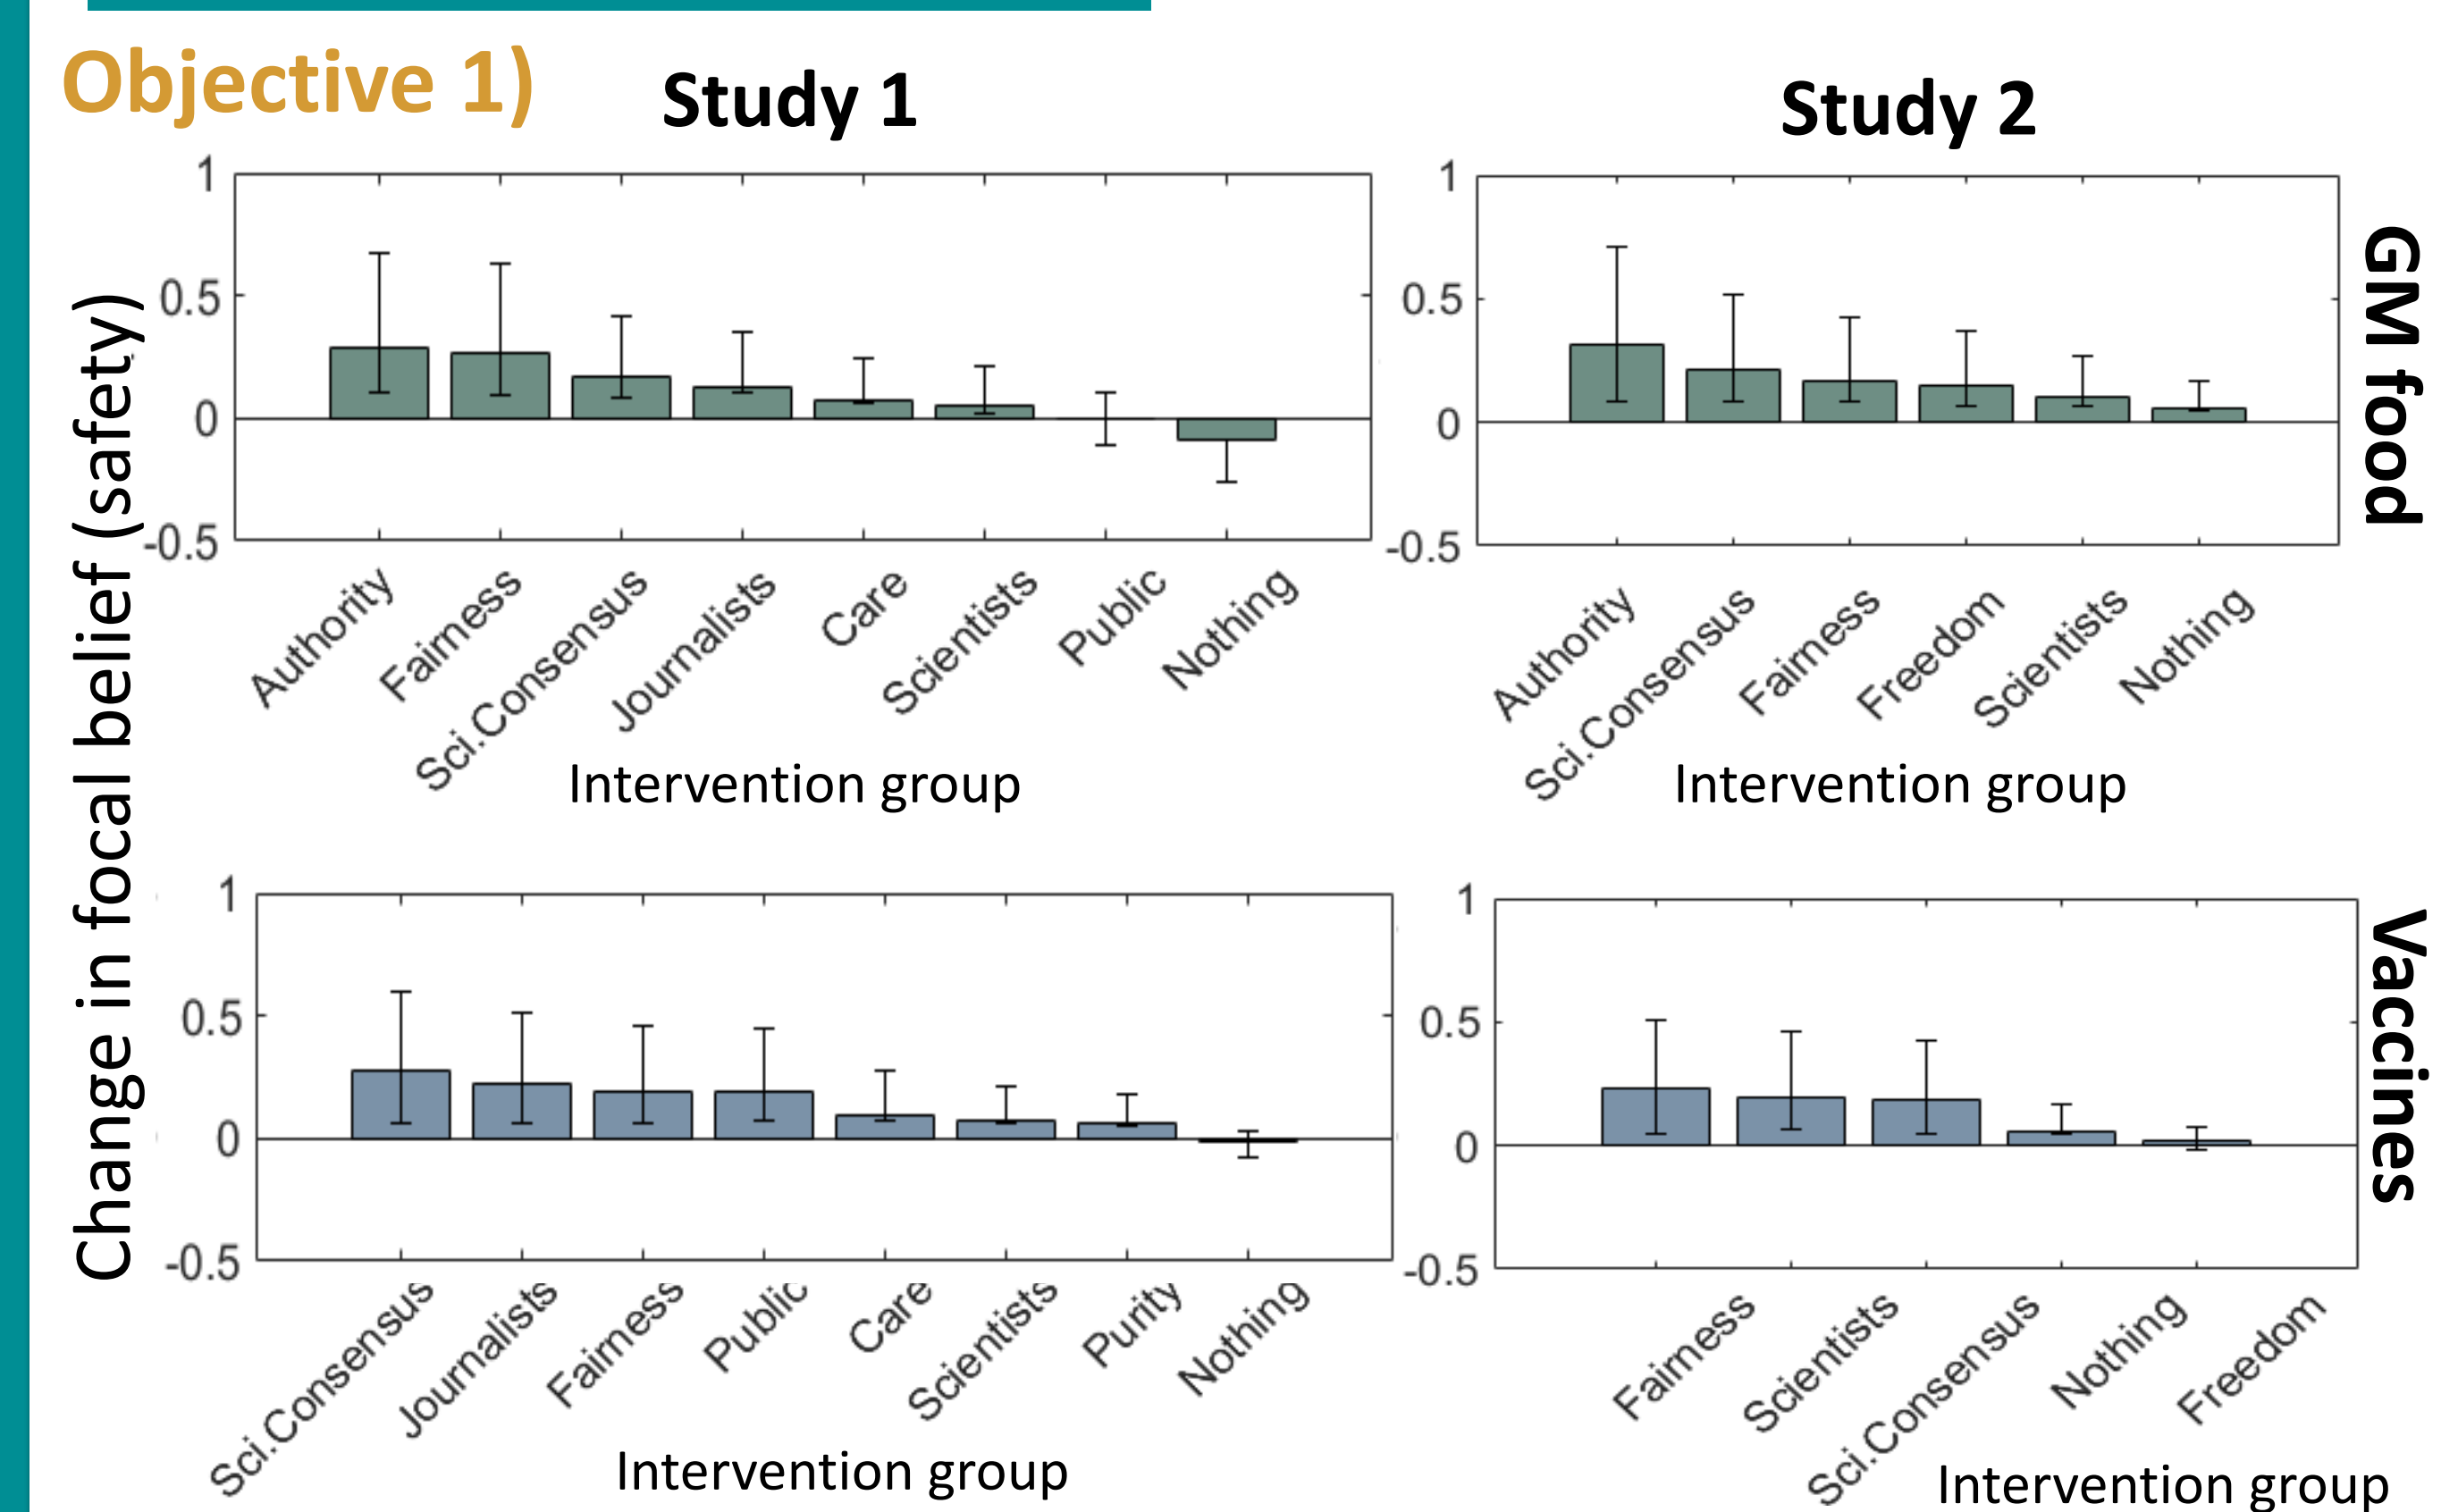 Objective 1)
Study 1
Study 2
Change in focal belief (safety)
1
0.5
0
-0.5
Authority
Fairness
Sci.Consensus
Journalists
Care
Scientists
Public
Nothing
Intervention group
1
0.5
0
-0.5
Authority
Sci.Consensus
Fairness
Freedom
Scientists
Nothing
Intervention group
GM food
1
0.5
0
-0.5
Sci.Consensus
Journalists
Fairness
Public
Care
Scientists
Purity
Nothing
Intervention group
1
0.5
0
-0.5
Fairness
Scientists
Sci.Consensus
Nothing
Freedom
Intervention group
Vaccines